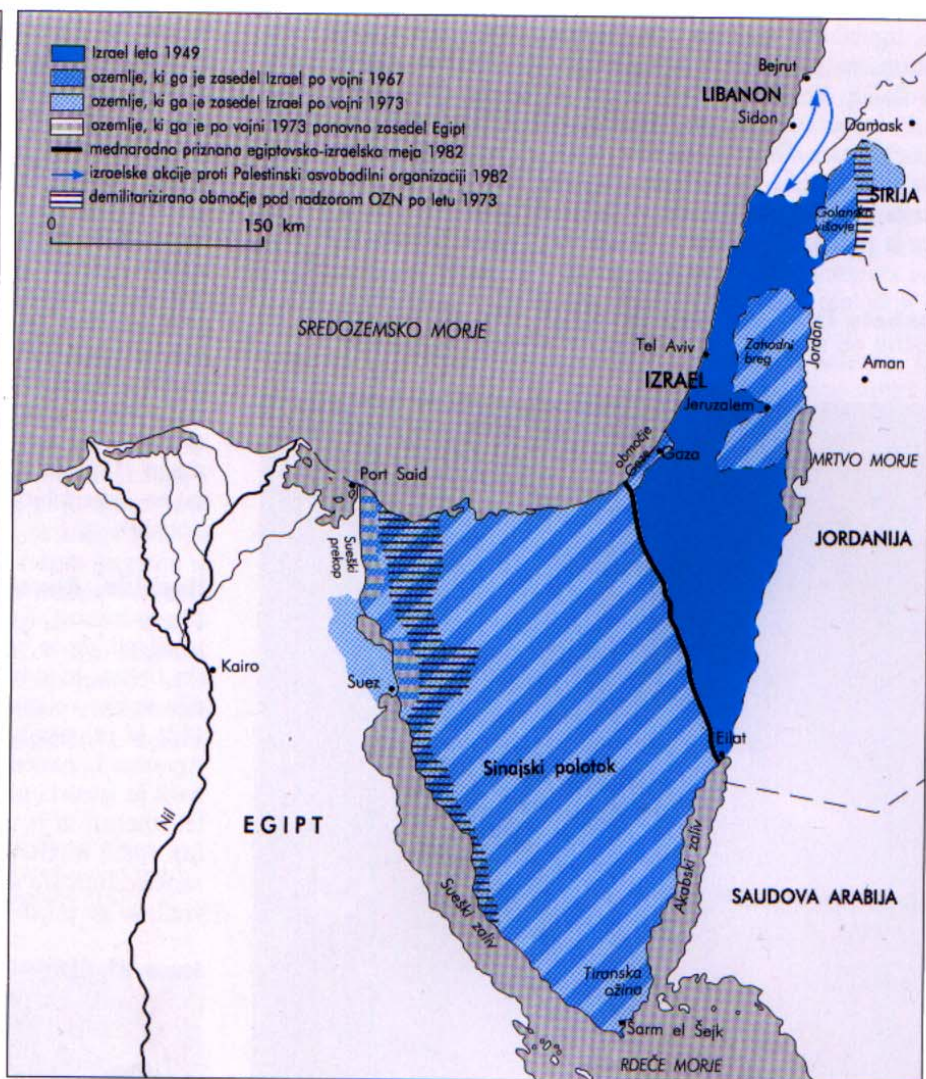 Izrael leta 1949
ozemlje, ki ga je zasedel Izrael po vojni 1967
ozemlje, ki ga je zasedel Izrael po vojni 1973
ozemlje, ki ga je po vojni 1973 ponovno zasedel Egipt
mednarodno priznana egiptovsko-izraelska meja 1982
izraelske akcije proti Palestinski osvobodilni organizaciji 1982
demilitarizirano območje pod nadzorom OZN po letu 1973
0 150 km
Bejrut
LIBANON
Sidon
Damask
SIRIJA
Golansko
višavje
SREDOZEMSKO MORJE
Tel Aviv
Zahodni
breg
Jordan
Aman
IZRAEL
Jeruzalem
območje
Gaze
Gaza
MRTVO MORJE
Port Said
Sueški
prekop
JORDANIJA
Kairo
Suez
Eilat
Sinajski polotok
Nil
EGIPT
Sueški zaliv
Akabski zaliv
SAUDOVA ARABIJA
Tiranska
ožina
Šarm el Šejk
RDEČE MORJE